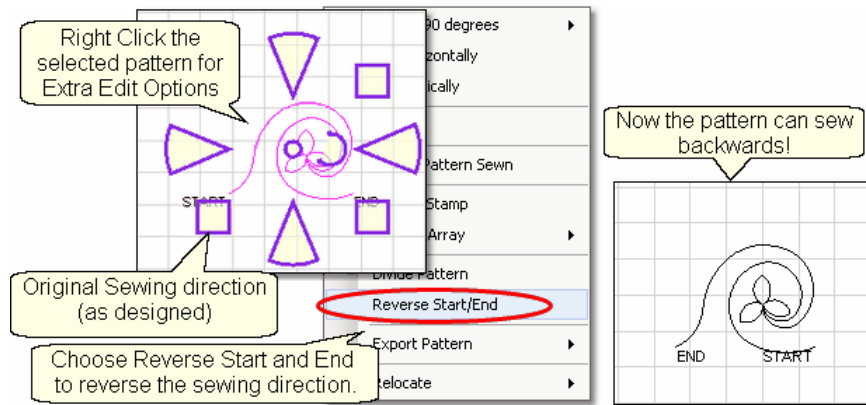 Right Click the
selected pattern for
Extra Edit Options
90 degrees
zontally
ically
Pattern Sewn
Stamp
Array
Divide Pattern
Reverse Start/End
Export Pattern
Relocate
START
END
Original Sewing direction
(as designed)
Choose Reverse Start and End
to reverse the sewing direction.
Now the pattern can sew
backwards!
END
START